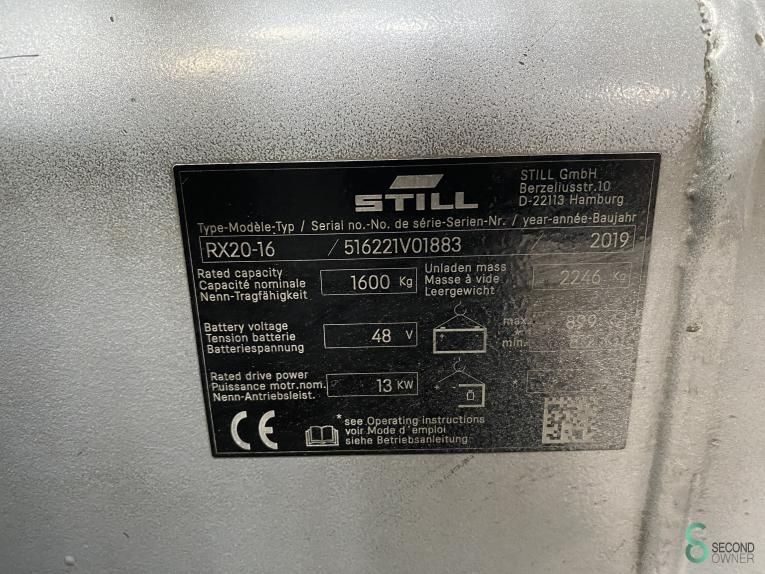 STILL
STILL GmbH
Berzeliusstr.10
D-22113 Hamburg
Type-Modèle-Typ / Serial no.-No. de série-Serien-Nr. / year-année-Baujahr
RX20-16 / 516221V01883 / 2019
Rated capacity
Capacité nominale
Nenn-Tragfähigkeit
1600 Kg
Unladen mass
Masse à vide
Leergewicht
2246 Kg
Battery voltage
Tension batterie
Batteriespannung
48 V
max.
899
* min.
Rated drive power
Puissance motr.nom.
Nenn-Antriebsleist.
13 KW
*
CE
* see Operating instructions
voir Mode d'emploi
siehe Betriebsanleitung
SECOND
OWNER